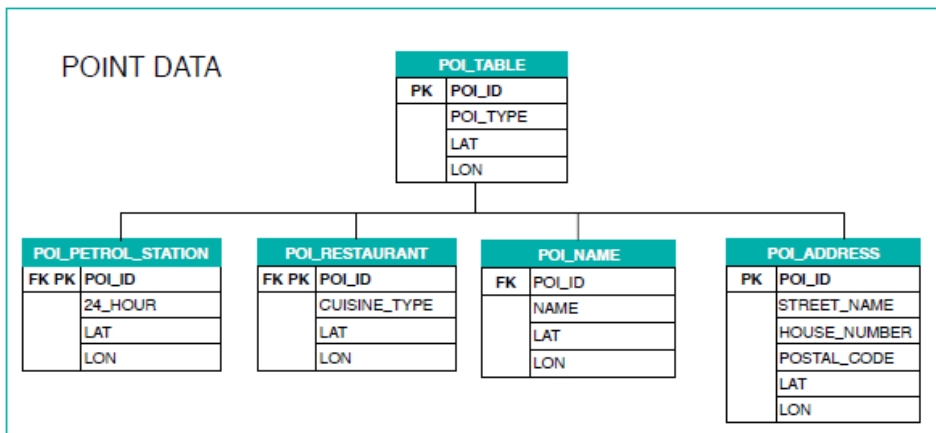 POINT DATA
POI_TABLE
PK POI_ID
POI_TYPE
LAT
LON
POI_PETROL_STATION
FK PK POI_ID
24_HOUR
LAT
LON
POI_RESTAURANT
FK PK POI_ID
CUISINE_TYPE
LAT
LON
POI_NAME
FK POI_ID
NAME
LAT
LON
POI_ADDRESS
PK POI_ID
STREET_NAME
HOUSE_NUMBER
POSTAL_CODE
LAT
LON